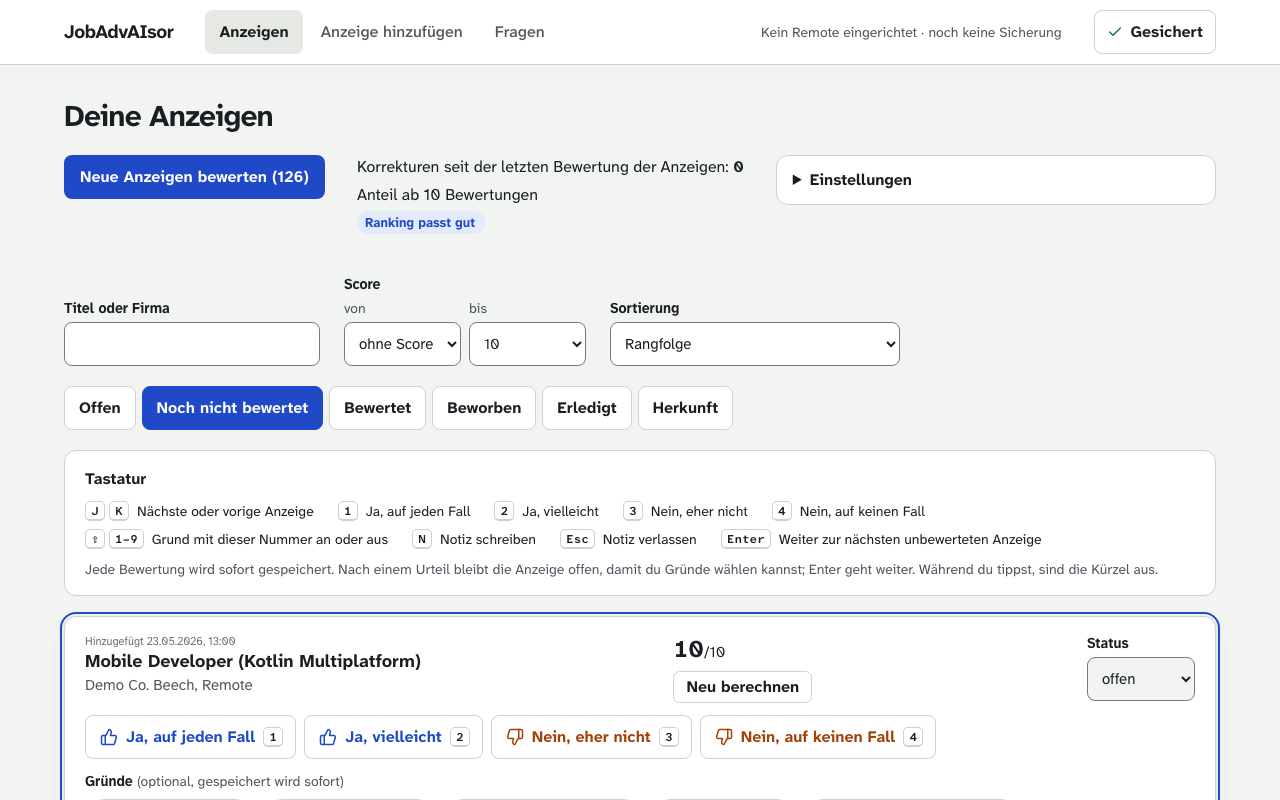 JobAdvAIsor
Anzeigen
Anzeige hinzufügen
Fragen
Kein Remote eingerichtet · noch keine Sicherung
Gesichert
Deine Anzeigen
Neue Anzeigen bewerten (126)
Korrekturen seit der letzten Bewertung der Anzeigen: 0
Anteil ab 10 Bewertungen
Ranking passt gut
Einstellungen
Titel oder Firma
Score
von
bis
Sortierung
ohne Score
10
Rangfolge
Offen
Noch nicht bewertet
Bewertet
Beworben
Erledigt
Herkunft
Tastatur
J K Nächste oder vorige Anzeige 1 Ja, auf jeden Fall 2 Ja, vielleicht 3 Nein, eher nicht 4 Nein, auf keinen Fall
⇧ 1–9 Grund mit dieser Nummer an oder aus N Notiz schreiben Esc Notiz verlassen Enter Weiter zur nächsten unbewerteten Anzeige
Jede Bewertung wird sofort gespeichert. Nach einem Urteil bleibt die Anzeige offen, damit du Gründe wählen kannst; Enter geht weiter. Während du tippst, sind die Kürzel aus.
Hinzugefügt 23.05.2026, 13:00
Mobile Developer (Kotlin Multiplatform)
Demo Co. Beech, Remote
10/10
Neu berechnen
Status
offen
Ja, auf jeden Fall 1
Ja, vielleicht 2
Nein, eher nicht 3
Nein, auf keinen Fall 4
Gründe (optional, gespeichert wird sofort)